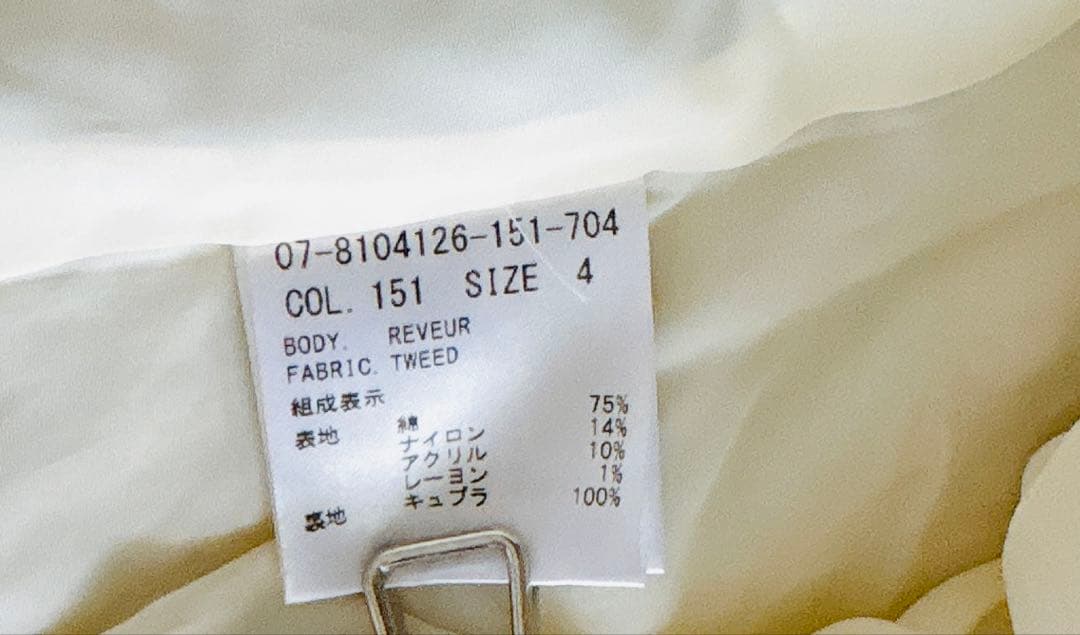 07-8104126-151-704
COL. 151 SIZE 4
BODY. REVEUR
FABRIC. TWEED
組成表示
表地 綿 75%
ナイロン 14%
アクリル 10%
レーヨン 1%
裏地 キュプラ 100%